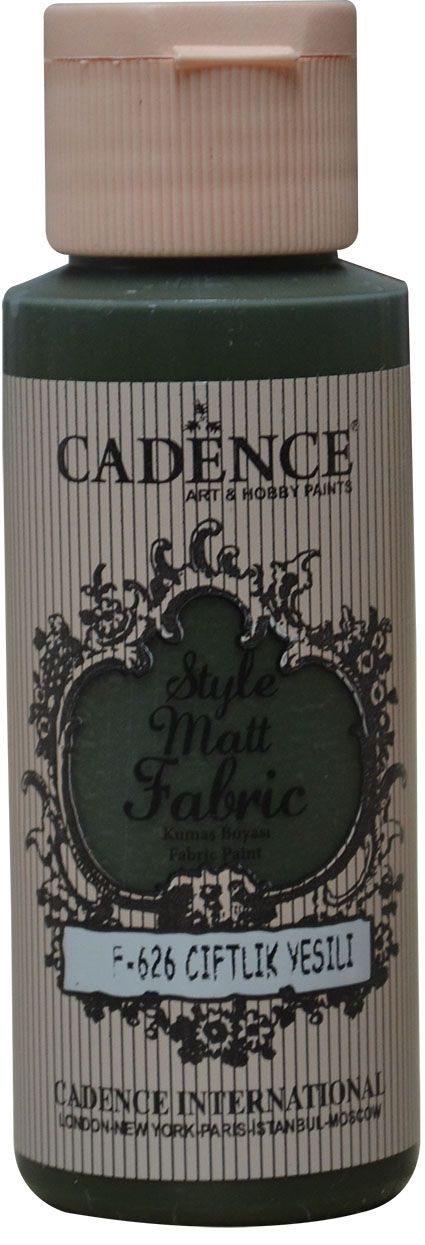 CADENCE®
ART & HOBBY PAINTS
Style
Matt
Fabric
Kumaş Boyası
Fabric Paint
F-626 CIFTLIK YESILI
CADENCE INTERNATIONAL
LONDON-NEW YORK-PARIS-ISTANBUL-MOSCOW